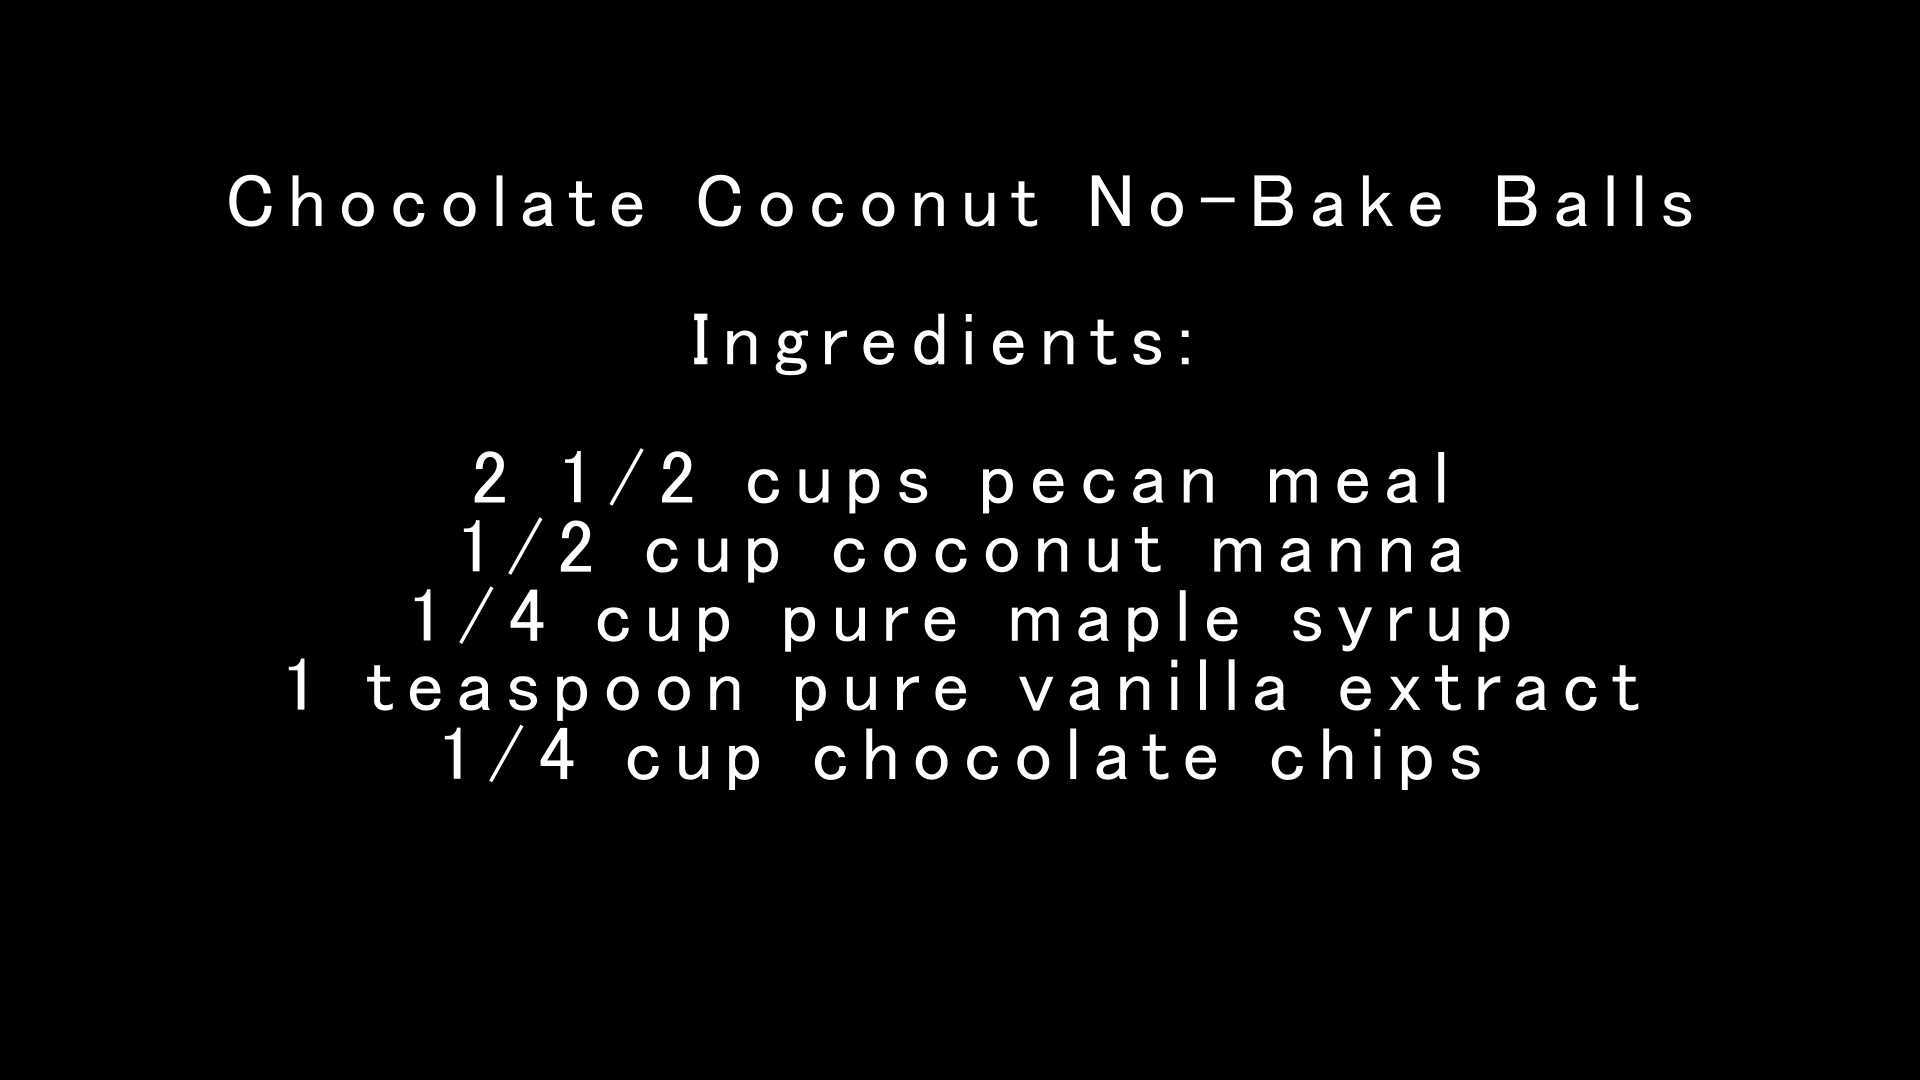 Chocolate Coconut No-Bake Balls
Ingredients:
2 1/2 cups pecan meal
1/2 cup coconut manna
1/4 cup pure maple syrup
1 teaspoon pure vanilla extract
1/4 cup chocolate chips